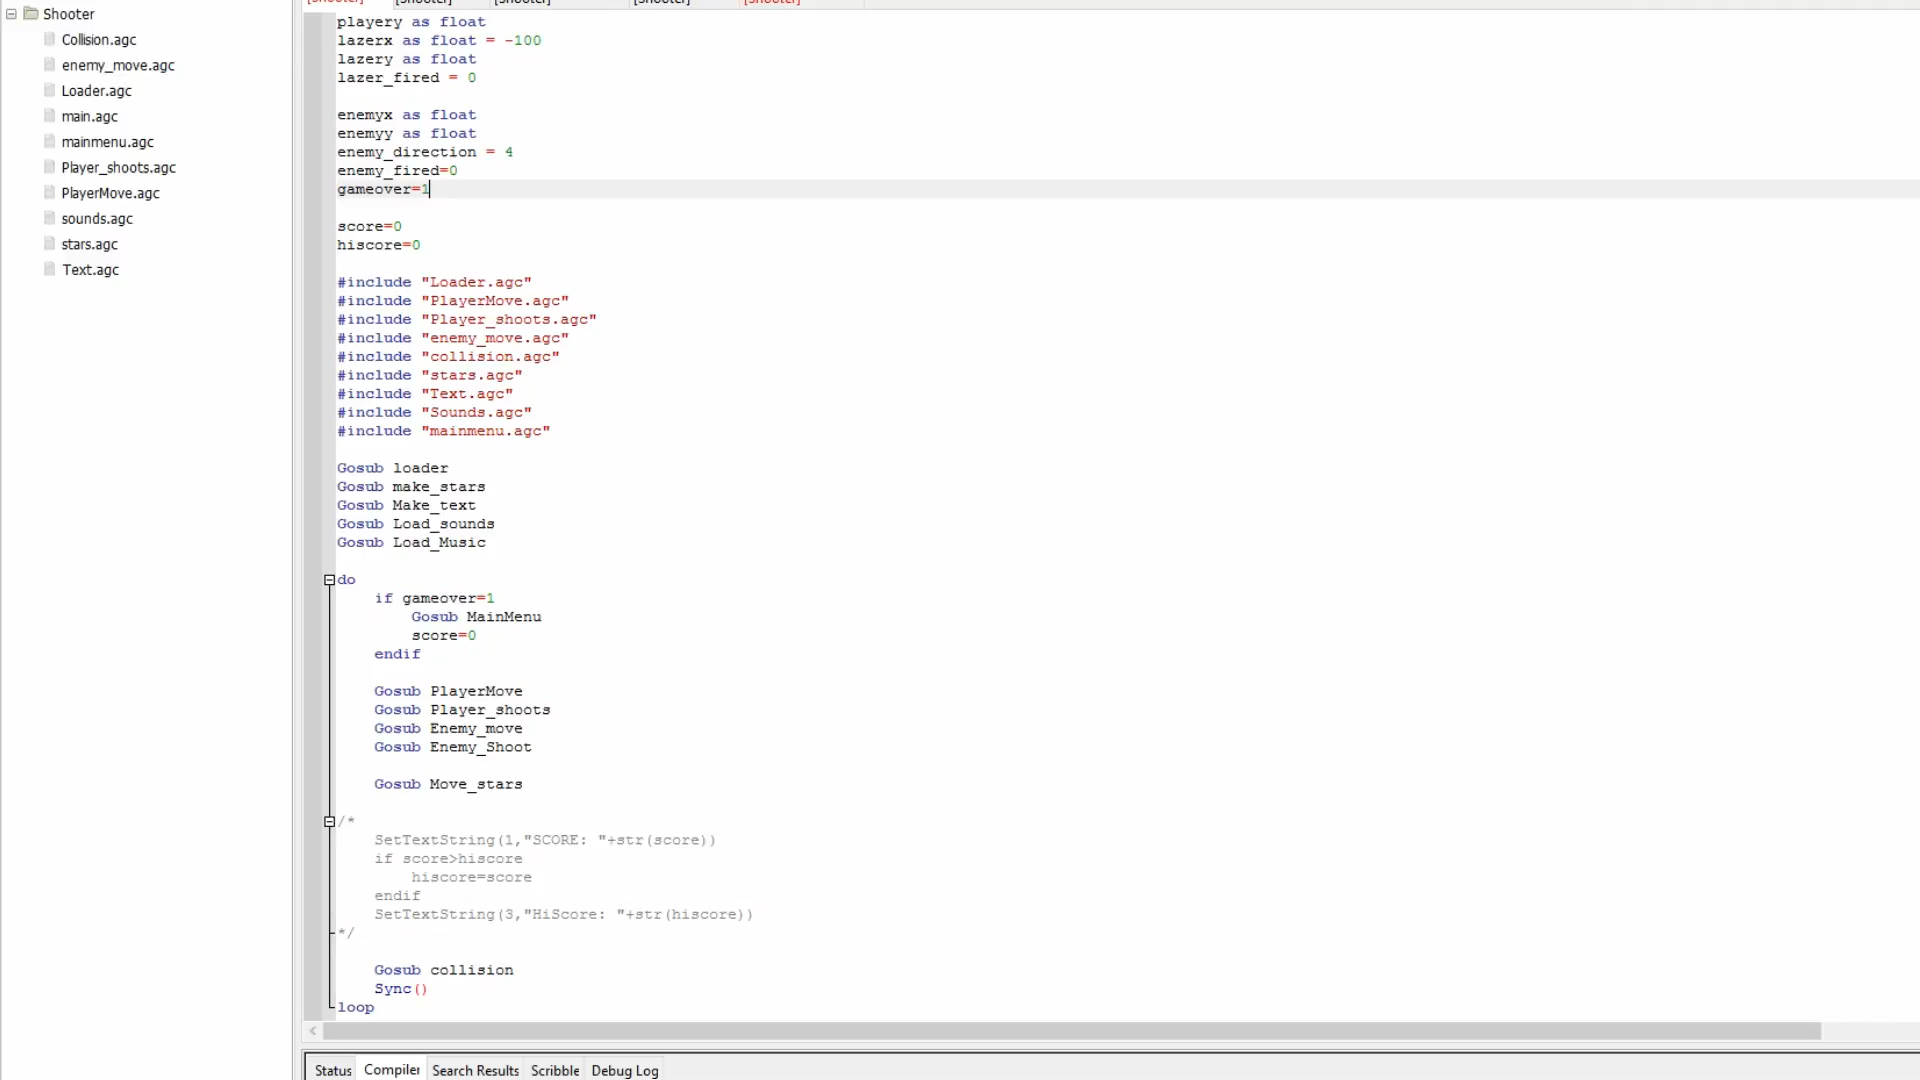 Shooter
Collision.agc
enemy_move.agc
Loader.agc
main.agc
mainmenu.agc
Player_shoots.agc
PlayerMove.agc
sounds.agc
stars.agc
Text.agc
[Shooter] [Shooter] [Shooter] [Shooter] [Shooter]
playery as float
lazerx as float = -100
lazery as float
lazer_fired = 0
enemyx as float
enemyy as float
enemy_direction = 4
enemy_fired=0
gameover=1
score=0
hiscore=0
#include "Loader.agc"
#include "PlayerMove.agc"
#include "Player_shoots.agc"
#include "enemy_move.agc"
#include "collision.agc"
#include "stars.agc"
#include "Text.agc"
#include "Sounds.agc"
#include "mainmenu.agc"
Gosub loader
Gosub make_stars
Gosub Make_text
Gosub Load_sounds
Gosub Load_Music
do
if gameover=1
Gosub MainMenu
score=0
endif
Gosub PlayerMove
Gosub Player_shoots
Gosub Enemy_move
Gosub Enemy_Shoot
Gosub Move_stars
/*
SetTextString(1,"SCORE: "+str(score))
if score>hiscore
hiscore=score
endif
SetTextString(3,"HiScore: "+str(hiscore))
*/
Gosub collision
Sync()
loop
Status Compiler Search Results Scribble Debug Log